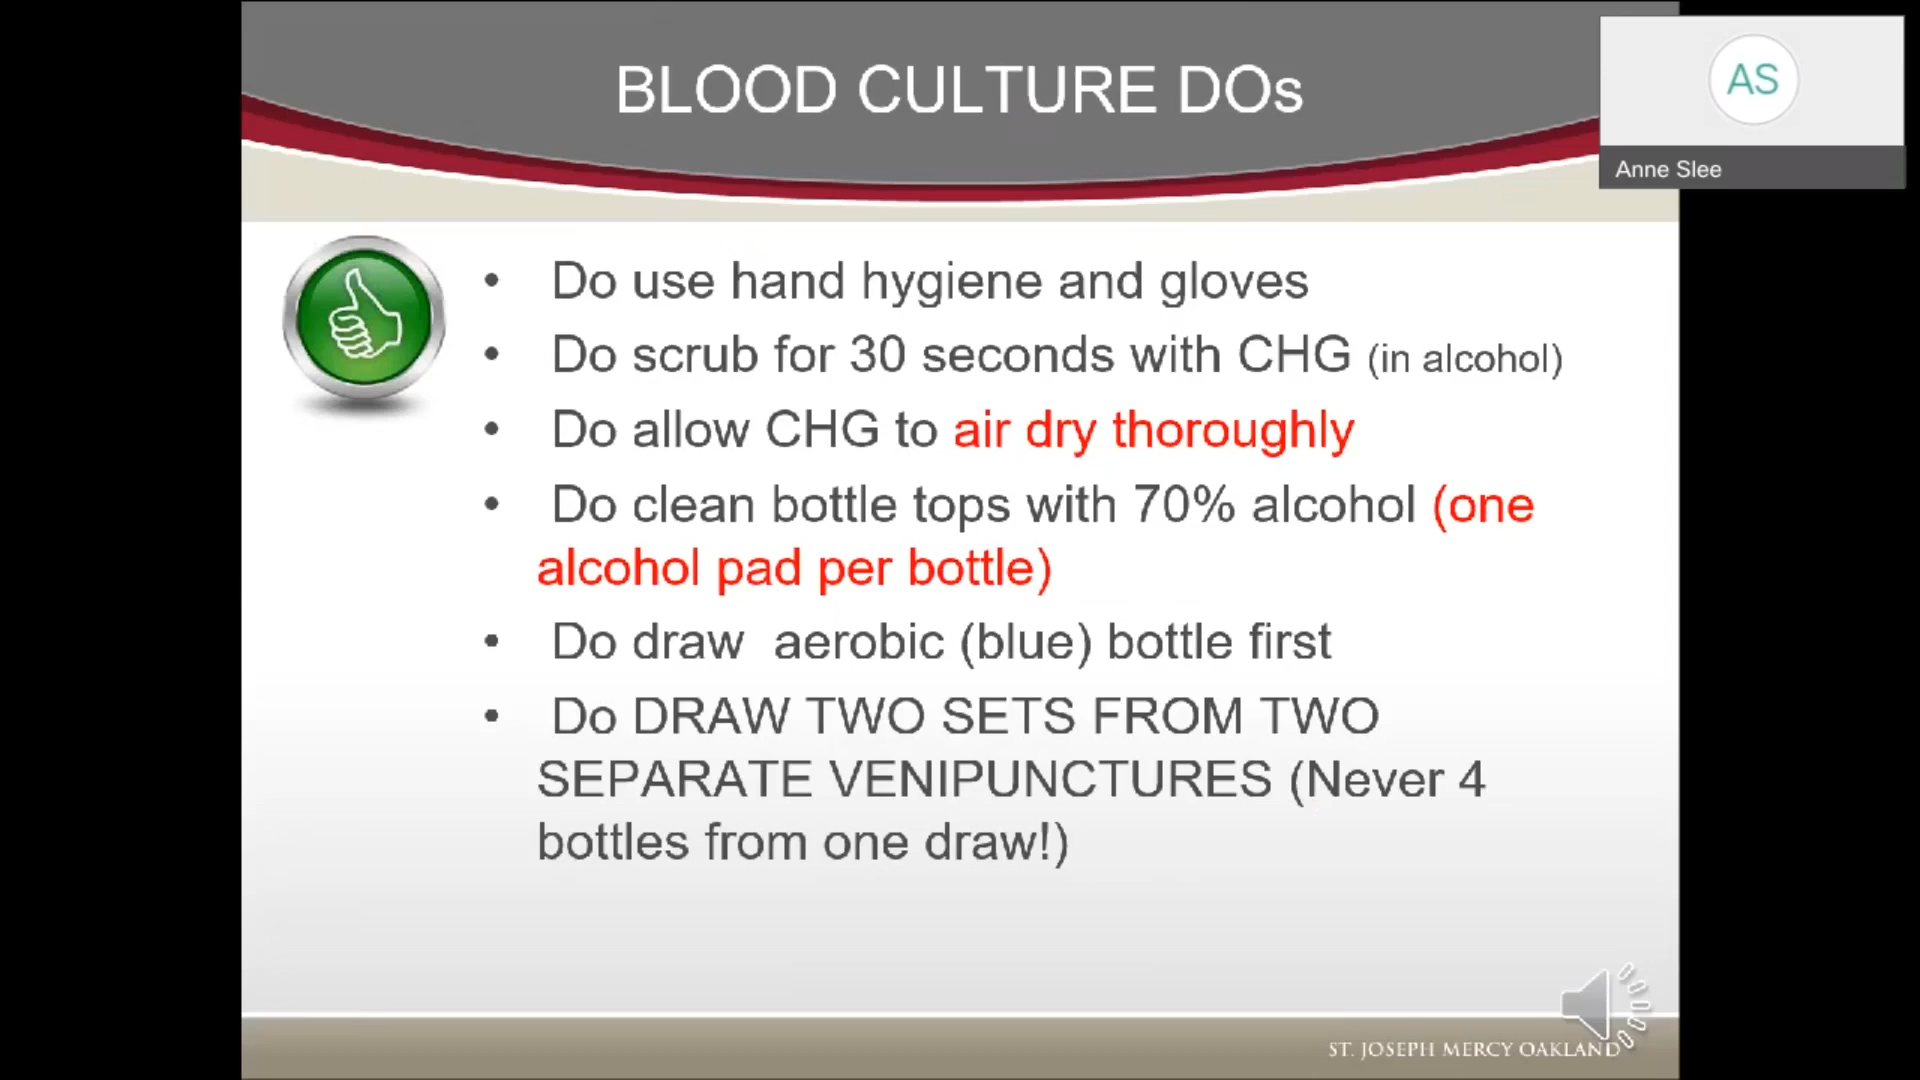 BLOOD CULTURE DOs
AS
Anne Slee
• Do use hand hygiene and gloves
• Do scrub for 30 seconds with CHG (in alcohol)
• Do allow CHG to air dry thoroughly
• Do clean bottle tops with 70% alcohol (one
alcohol pad per bottle)
• Do draw  aerobic (blue) bottle first
• Do DRAW TWO SETS FROM TWO
SEPARATE VENIPUNCTURES (Never 4
bottles from one draw!)
ST. JOSEPH MERCY OAKLAND